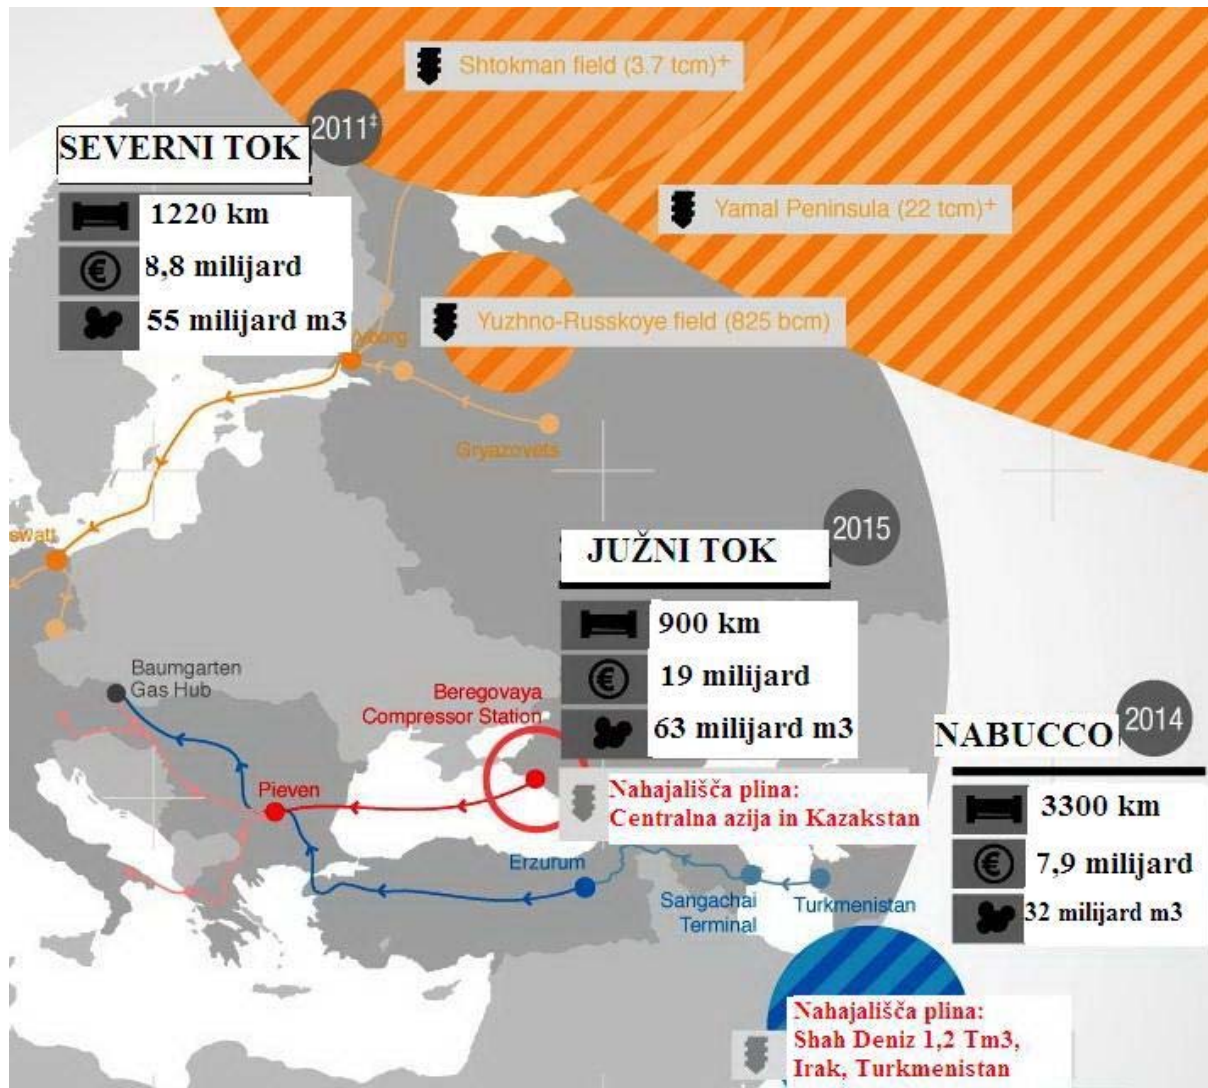 Shtokman field (3.7 tcm)+
2011‡
SEVERNI TOK
1220 km
8,8 milijard
55 milijard m3
Yamal Peninsula (22 tcm)+
Yuzhno-Russkoye field (825 bcm)
Gryazovets
swatt
2015
JUŽNI TOK
900 km
19 milijard
63 milijard m3
Nahajališča plina:
Centralna azija in Kazakstan
Baumgarten
Gas Hub
Beregovaya
Compressor Station
Pieven
2014
NABUCCO
3300 km
7,9 milijard
32 milijard m3
Erzurum
Sangachai
Terminal
Turkmenistan
Nahajališča plina:
Shah Deniz 1,2 Tm3,
Irak, Turkmenistan